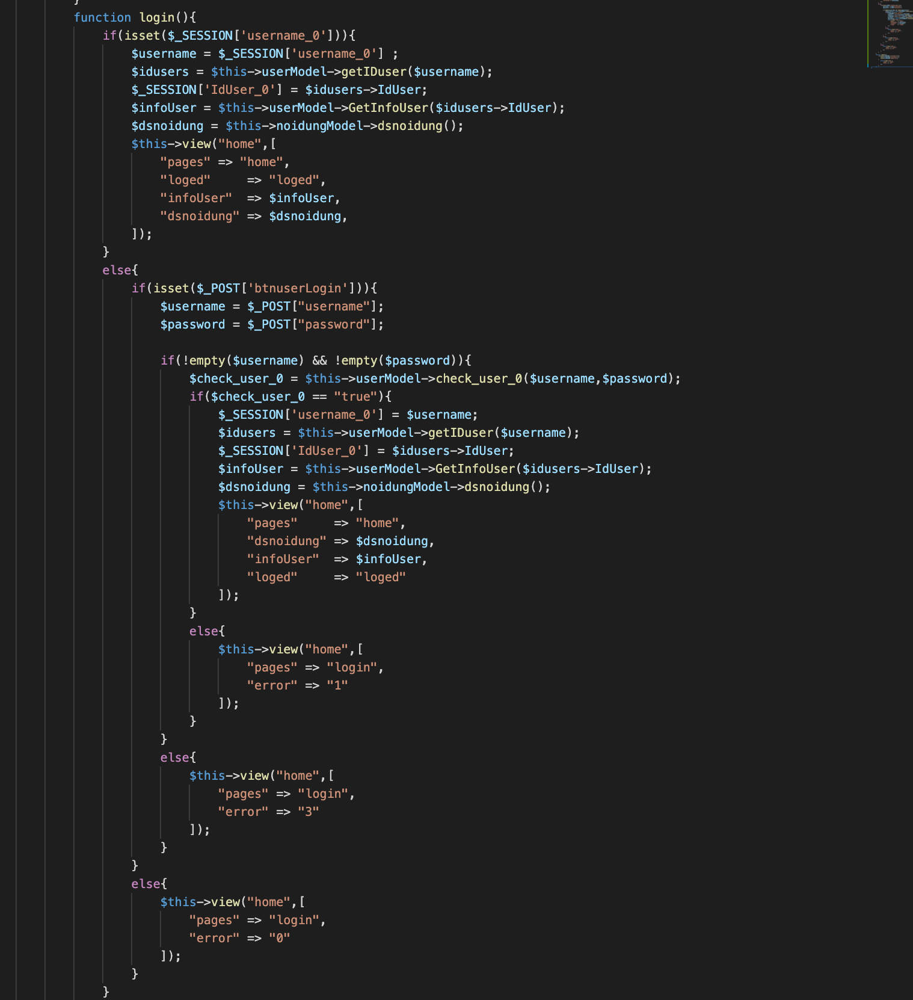 }
function login(){
if(isset($_SESSION['username_0'])){
$username = $_SESSION['username_0'] ;
$idusers = $this->userModel->getIDuser($username);
$_SESSION['IdUser_0'] = $idusers->IdUser;
$infoUser = $this->userModel->GetInfoUser($idusers->IdUser);
$dsnoidung = $this->noidungModel->dsnoidung();
$this->view("home",[
"pages" => "home",
"loged"     => "loged",
"infoUser"  => $infoUser,
"dsnoidung" => $dsnoidung,
]);
}
else{
if(isset($_POST['btnuserLogin'])){
$username = $_POST["username"];
$password = $_POST["password"];
if(!empty($username) && !empty($password)){
$check_user_0 = $this->userModel->check_user_0($username,$password);
if($check_user_0 == "true"){
$_SESSION['username_0'] = $username;
$idusers = $this->userModel->getIDuser($username);
$_SESSION['IdUser_0'] = $idusers->IdUser;
$infoUser = $this->userModel->GetInfoUser($idusers->IdUser);
$dsnoidung = $this->noidungModel->dsnoidung();
$this->view("home",[
"pages"     => "home",
"dsnoidung" => $dsnoidung,
"infoUser"  => $infoUser,
"loged"     => "loged"
]);
}
else{
$this->view("home",[
"pages" => "login",
"error" => "1"
]);
}
}
else{
$this->view("home",[
"pages" => "login",
"error" => "3"
]);
}
}
else{
$this->view("home",[
"pages" => "login",
"error" => "0"
]);
}
}